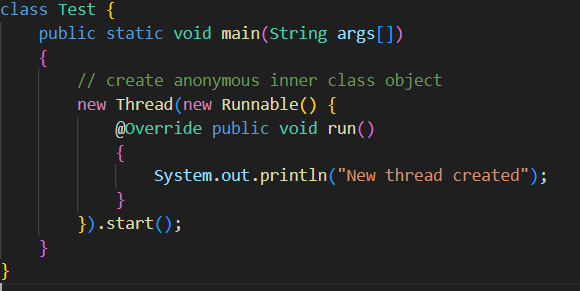 class Test {
    public static void main(String args[])
    {
        // create anonymous inner class object
        new Thread(new Runnable() {
            @Override public void run()
            {
                System.out.println("New thread created");
            }
        }).start();
    }
}